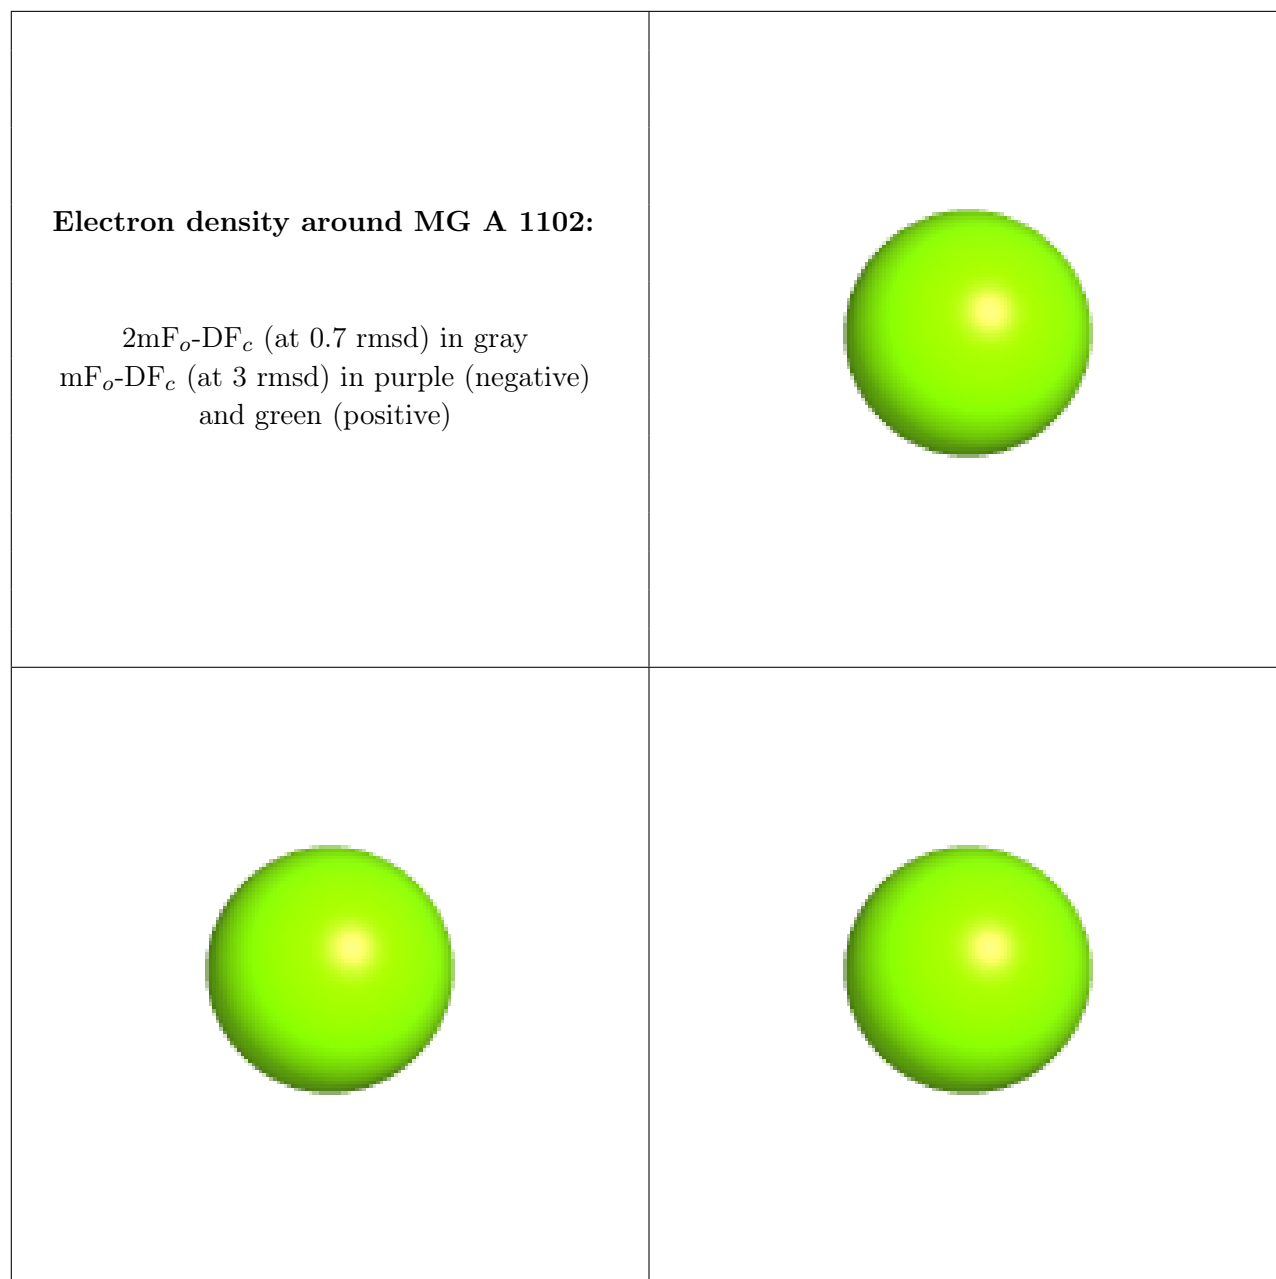 Electron density around MG A 1102:
2mFo-DFc (at 0.7 rmsd) in gray
mFo-DFc (at 3 rmsd) in purple (negative)
and green (positive)